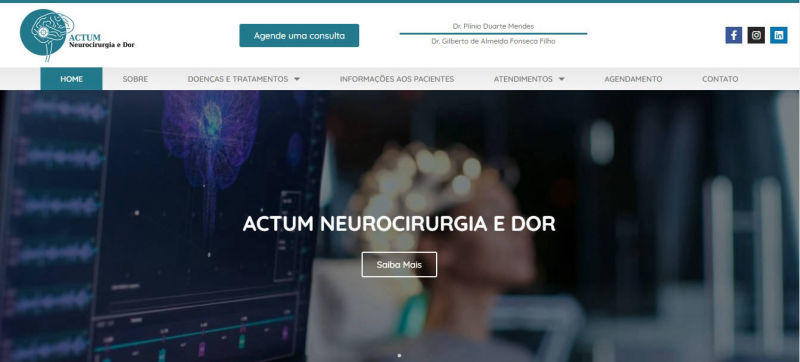 ACTUM
Neurocirurgia e Dor
Agende uma consulta
Dr. Plínio Duarte Mendes
Dr. Gilberto de Almeida Fonseca Filho
HOME SOBRE DOENÇAS E TRATAMENTOS INFORMAÇÕES AOS PACIENTES ATENDIMENTOS AGENDAMENTO CONTATO
ACTUM NEUROCIRURGIA E DOR
Saiba Mais